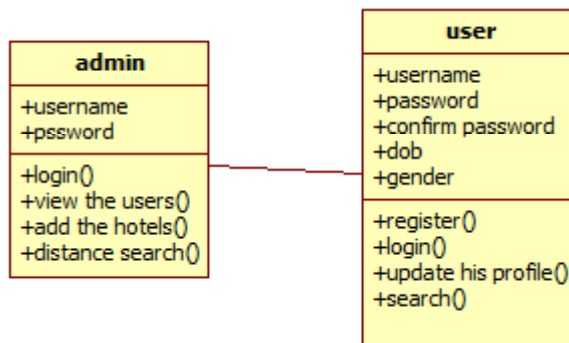 admin
+username
+pssword
+login()
+view the users()
+add the hotels()
+distance search()
user
+username
+password
+confirm password
+dob
+gender
+register()
+login()
+update his profile()
+search()